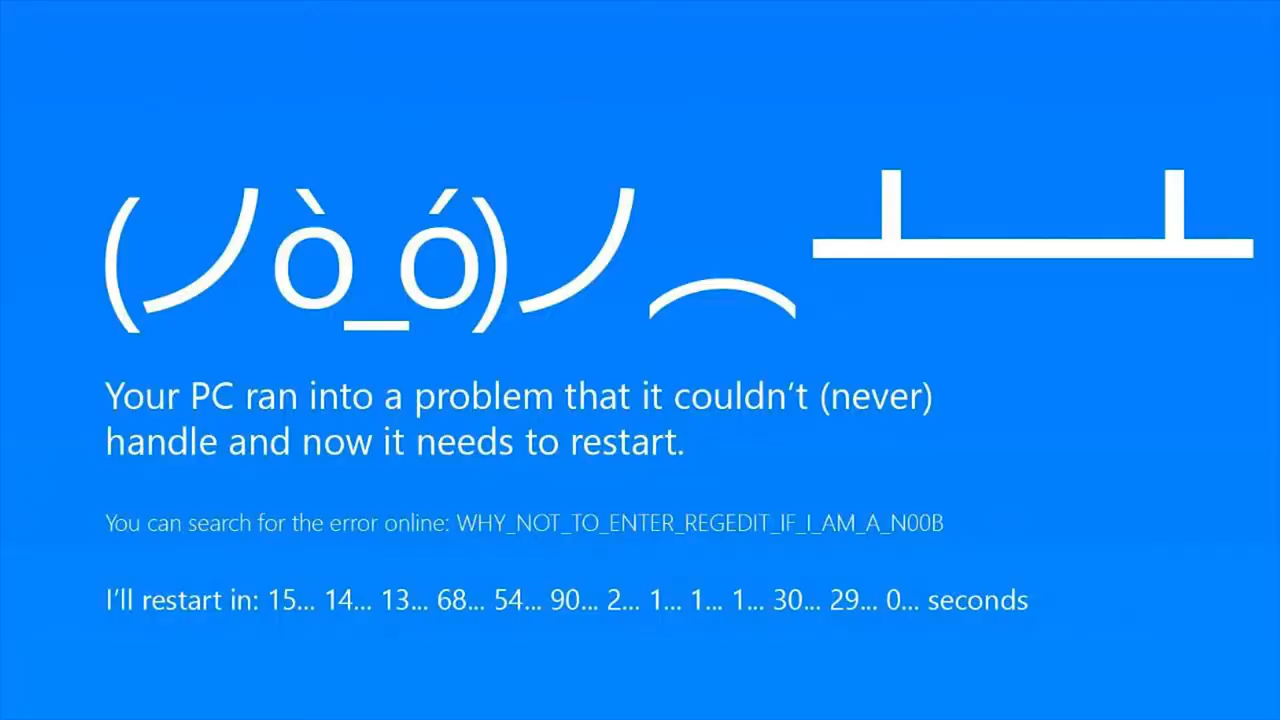 (ノò_ó)ノ︵┻━┻
Your PC ran into a problem that it couldn't (never)
handle and now it needs to restart.
You can search for the error online: WHY_NOT_TO_ENTER_REGEDIT_IF_I_AM_A_N00B
I'll restart in: 15... 14... 13... 68... 54... 90... 2... 1... 1... 1... 30... 29... 0... seconds